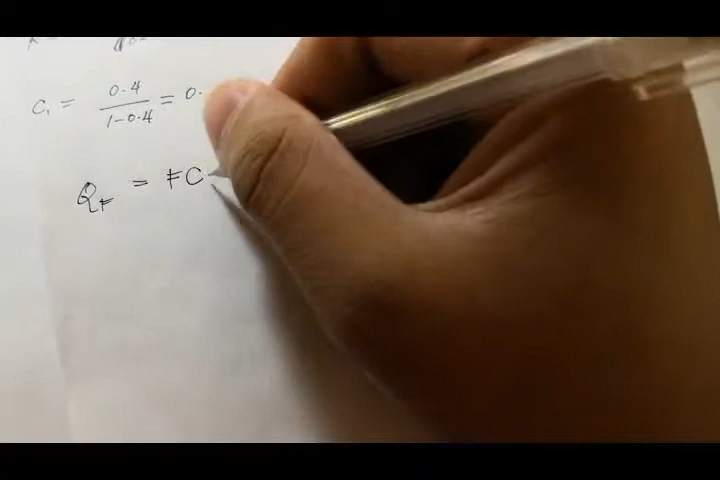 C₁ = 0.4 / 1-0.4 = 0.
Q_F = FC